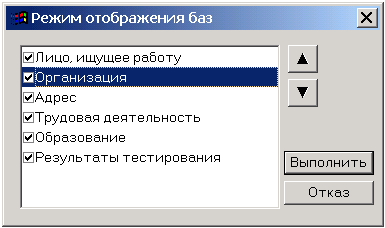 Режим отображения баз
Лицо, ищущее работу
Организация
Адрес
Трудовая деятельность
Образование
Результаты тестирования
Выполнить
Отказ